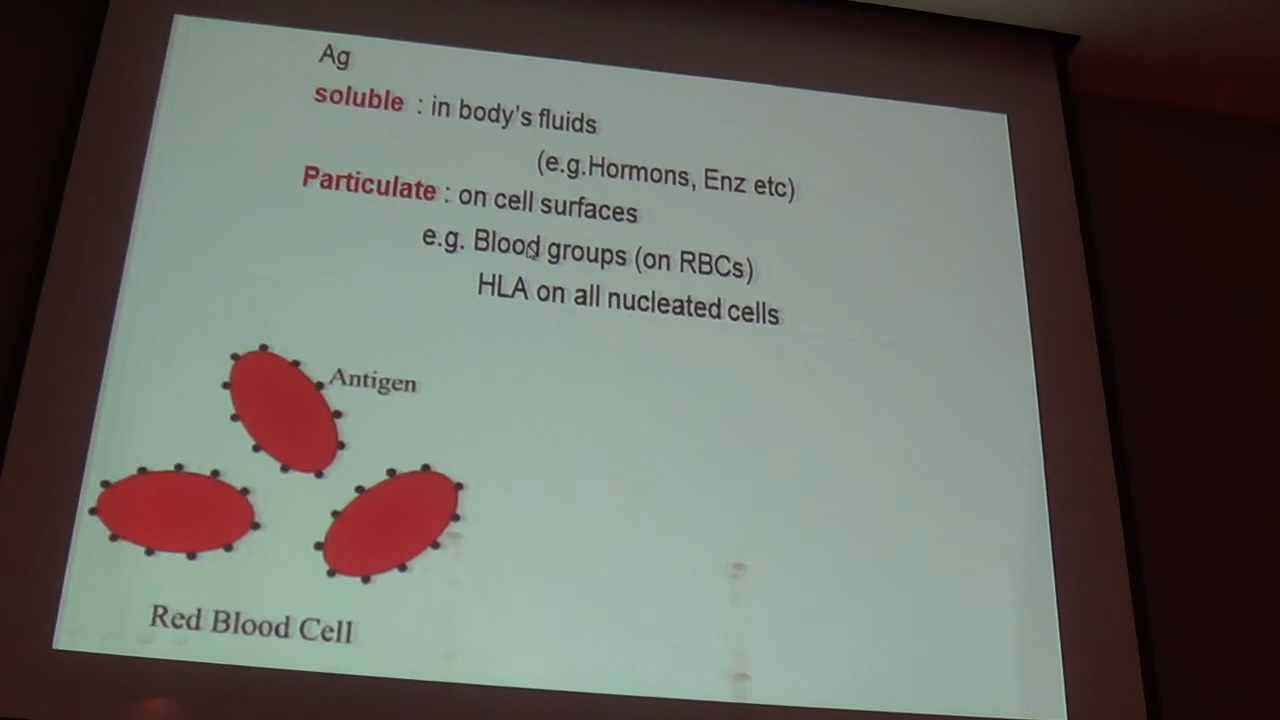 Ag
soluble : in body's fluids
(e.g.Hormons, Enz etc)
Particulate : on cell surfaces
e.g. Blood groups (on RBCs)
HLA on all nucleated cells
Antigen
Red Blood Cell